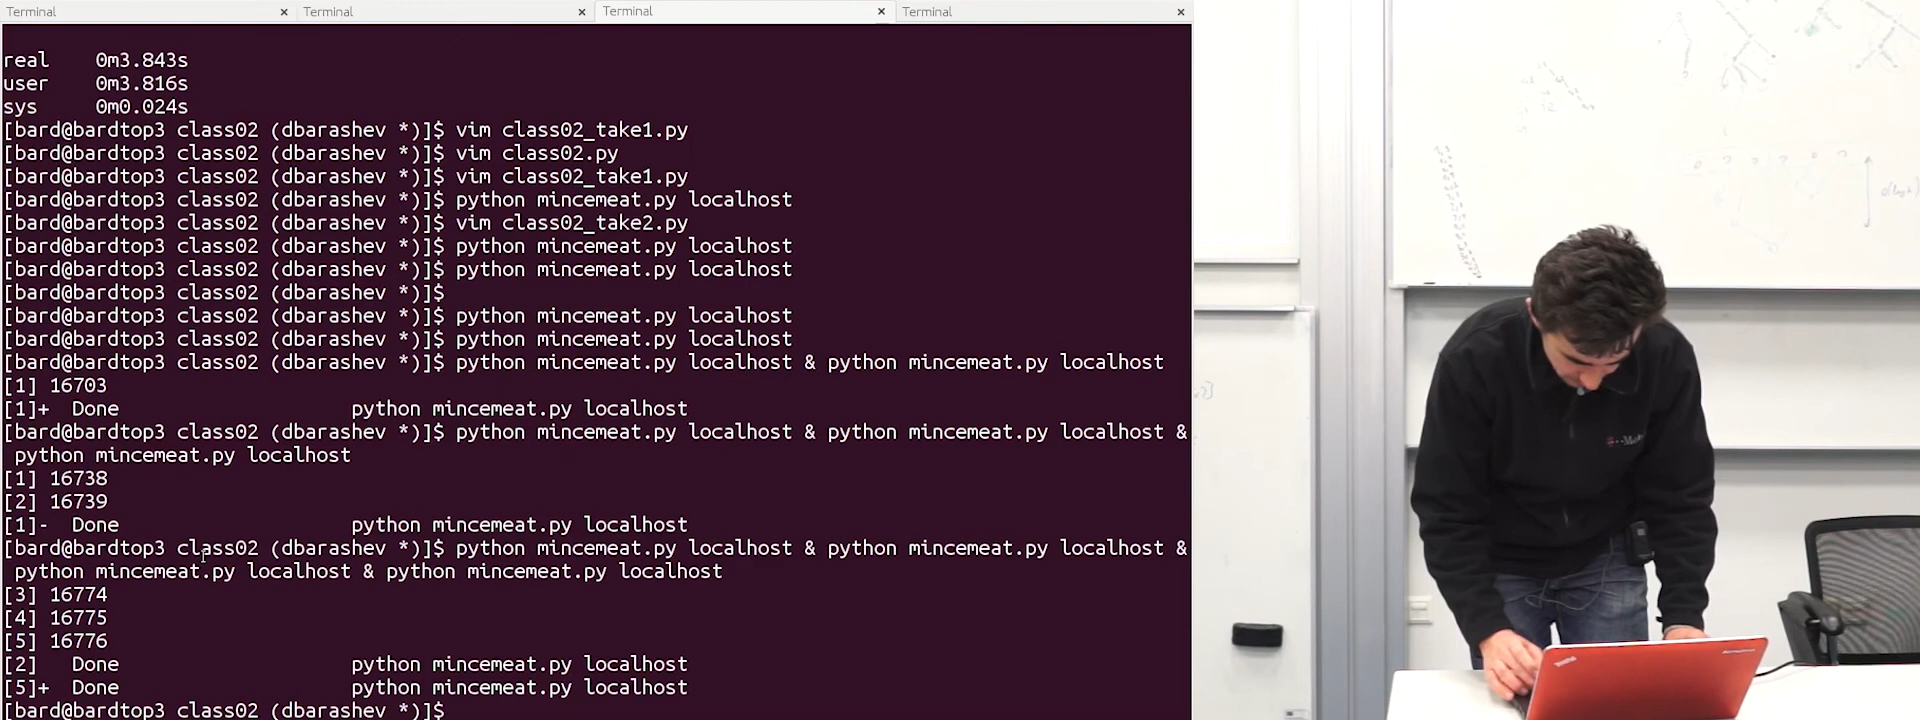 Terminal × Terminal × Terminal × Terminal ×
real 0m3.843s
user 0m3.816s
sys 0m0.024s
[bard@bardtop3 class02 (dbarashev *)]$ vim class02_take1.py
[bard@bardtop3 class02 (dbarashev *)]$ vim class02.py
[bard@bardtop3 class02 (dbarashev *)]$ vim class02_take1.py
[bard@bardtop3 class02 (dbarashev *)]$ python mincemeat.py localhost
[bard@bardtop3 class02 (dbarashev *)]$ vim class02_take2.py
[bard@bardtop3 class02 (dbarashev *)]$ python mincemeat.py localhost
[bard@bardtop3 class02 (dbarashev *)]$ python mincemeat.py localhost
[bard@bardtop3 class02 (dbarashev *)]$
[bard@bardtop3 class02 (dbarashev *)]$ python mincemeat.py localhost
[bard@bardtop3 class02 (dbarashev *)]$ python mincemeat.py localhost
[bard@bardtop3 class02 (dbarashev *)]$ python mincemeat.py localhost & python mincemeat.py localhost
[1] 16703
[1]+ Done python mincemeat.py localhost
[bard@bardtop3 class02 (dbarashev *)]$ python mincemeat.py localhost & python mincemeat.py localhost &
python mincemeat.py localhost
[1] 16738
[2] 16739
[1]- Done python mincemeat.py localhost
[bard@bardtop3 class02 (dbarashev *)]$ python mincemeat.py localhost & python mincemeat.py localhost &
python mincemeat.py localhost & python mincemeat.py localhost
[3] 16774
[4] 16775
[5] 16776
[2] Done python mincemeat.py localhost
[5]+ Done python mincemeat.py localhost
[bard@bardtop3 class02 (dbarashev *)]$